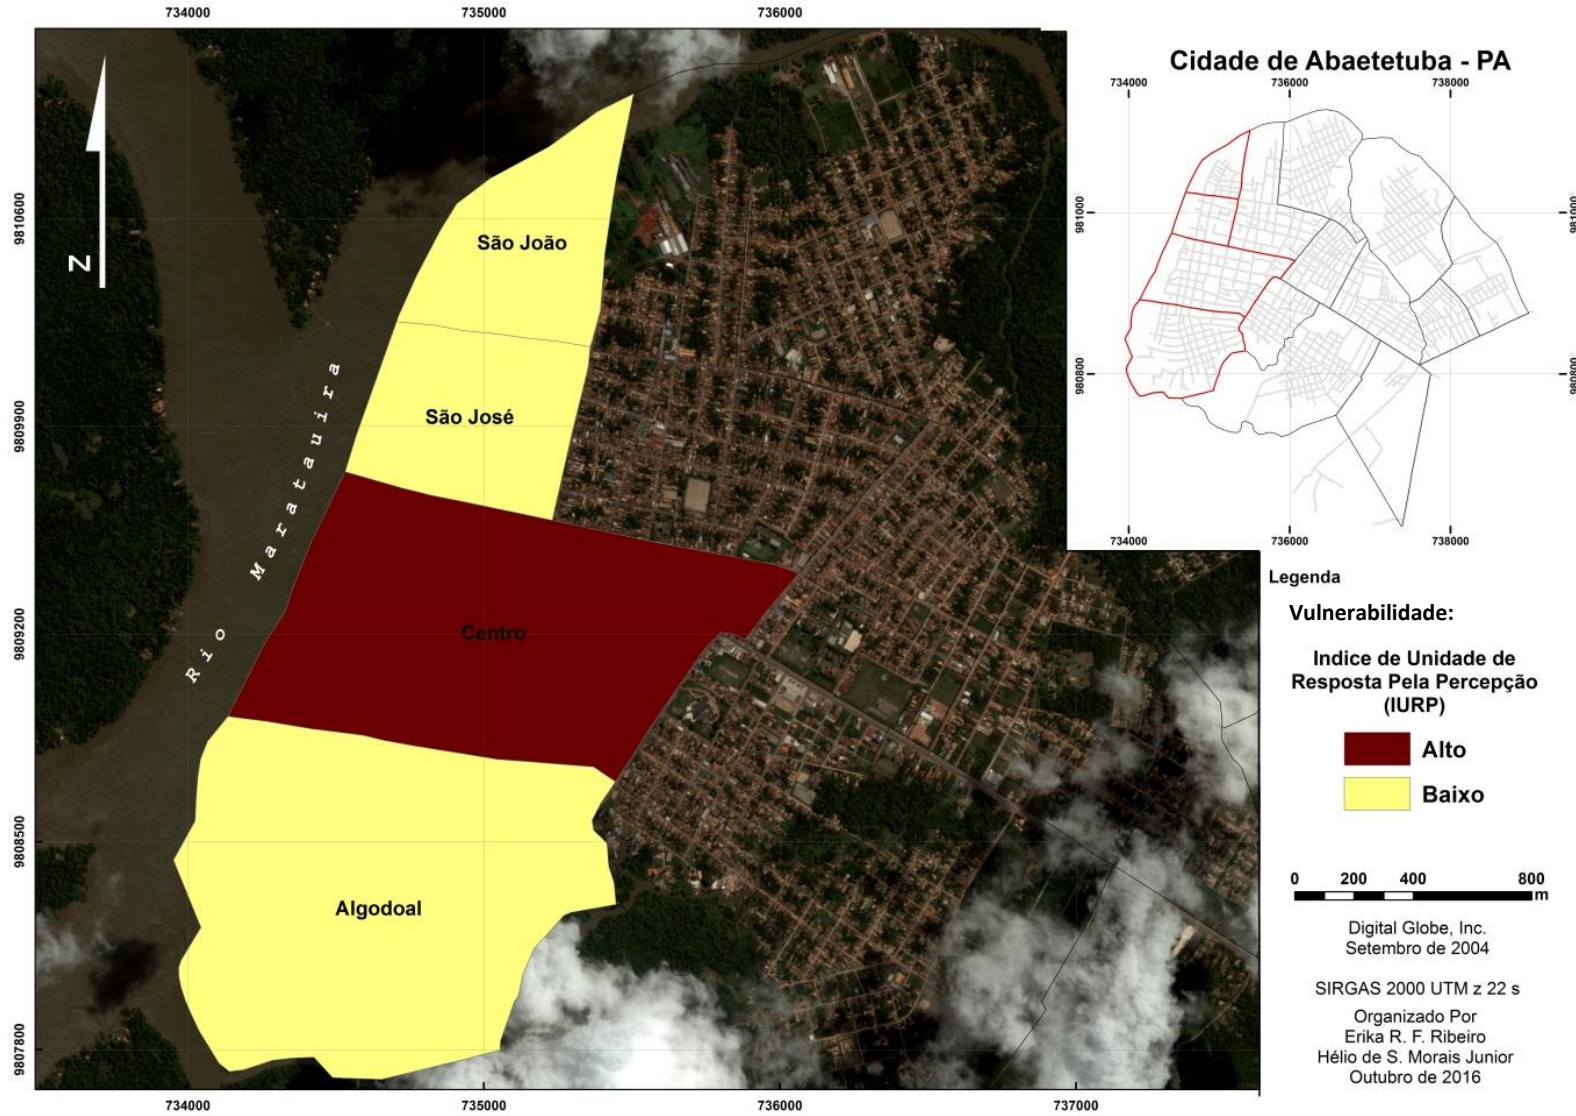 734000
735000
736000
9810600
9809900
9809200
9808500
9807800
N
São João
São José
Centro
Algodoal
Rio Maratauira
734000
735000
736000
737000
Cidade de Abaetetuba - PA
734000
736000
738000
981000
980800
981000
980800
734000
736000
738000
Legenda
Vulnerabilidade:
Indice de Unidade de
Resposta Pela Percepção
(IURP)
Alto
Baixo
0 200 400 800
m
Digital Globe, Inc.
Setembro de 2004
SIRGAS 2000 UTM z 22 s
Organizado Por
Erika R. F. Ribeiro
Hélio de S. Morais Junior
Outubro de 2016